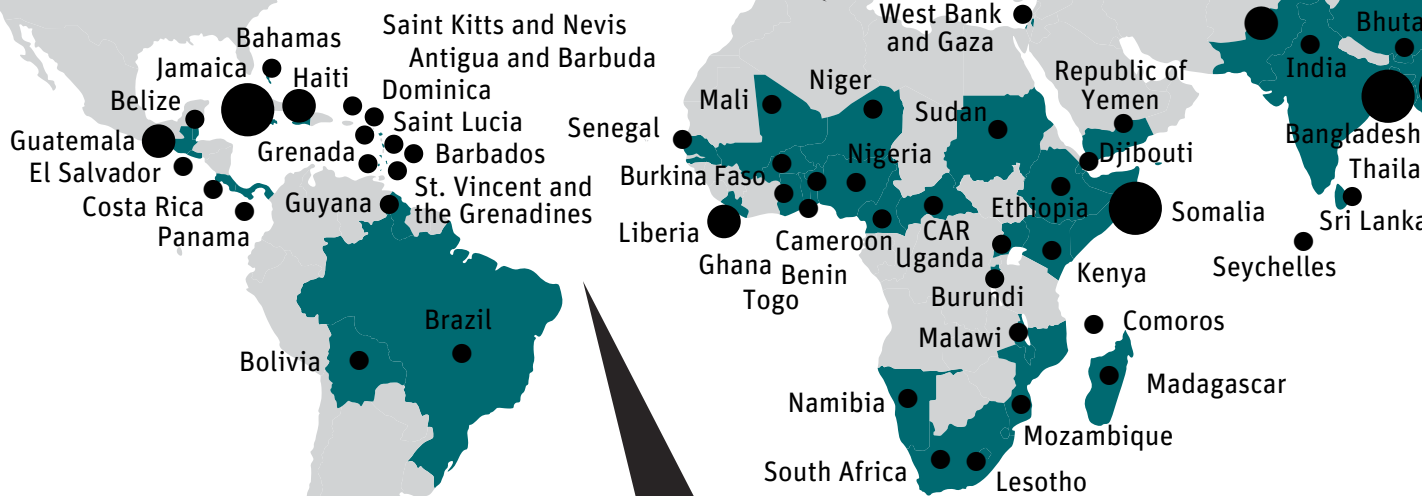 Saint Kitts and Nevis
Antigua and Barbuda
Bahamas
Jamaica
Haiti
Dominica
Belize
Saint Lucia
Guatemala
Grenada
Barbados
El Salvador
St. Vincent and
the Grenadines
Costa Rica
Guyana
Panama
Brazil
Bolivia
West Bank
and Gaza
Mali
Niger
Sudan
Republic of
Yemen
Senegal
Nigeria
Djibouti
Burkina Faso
Ethiopia
Somalia
Liberia
Cameroon
CAR
Uganda
Ghana
Benin
Togo
Kenya
Burundi
Malawi
Comoros
Madagascar
Namibia
Mozambique
South Africa
Lesotho
Bhuta
India
Bangladesh
Thaila
Sri Lanka
Seychelles